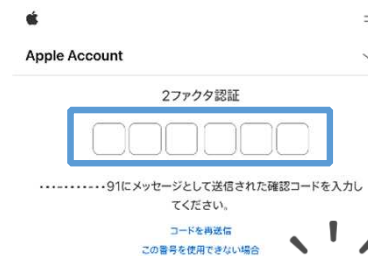 Apple Account
2ファクタ認証
•••-••••-••91にメッセージとして送信された確認コードを入力し
てください。
コードを再送信
この番号を使用できない場合